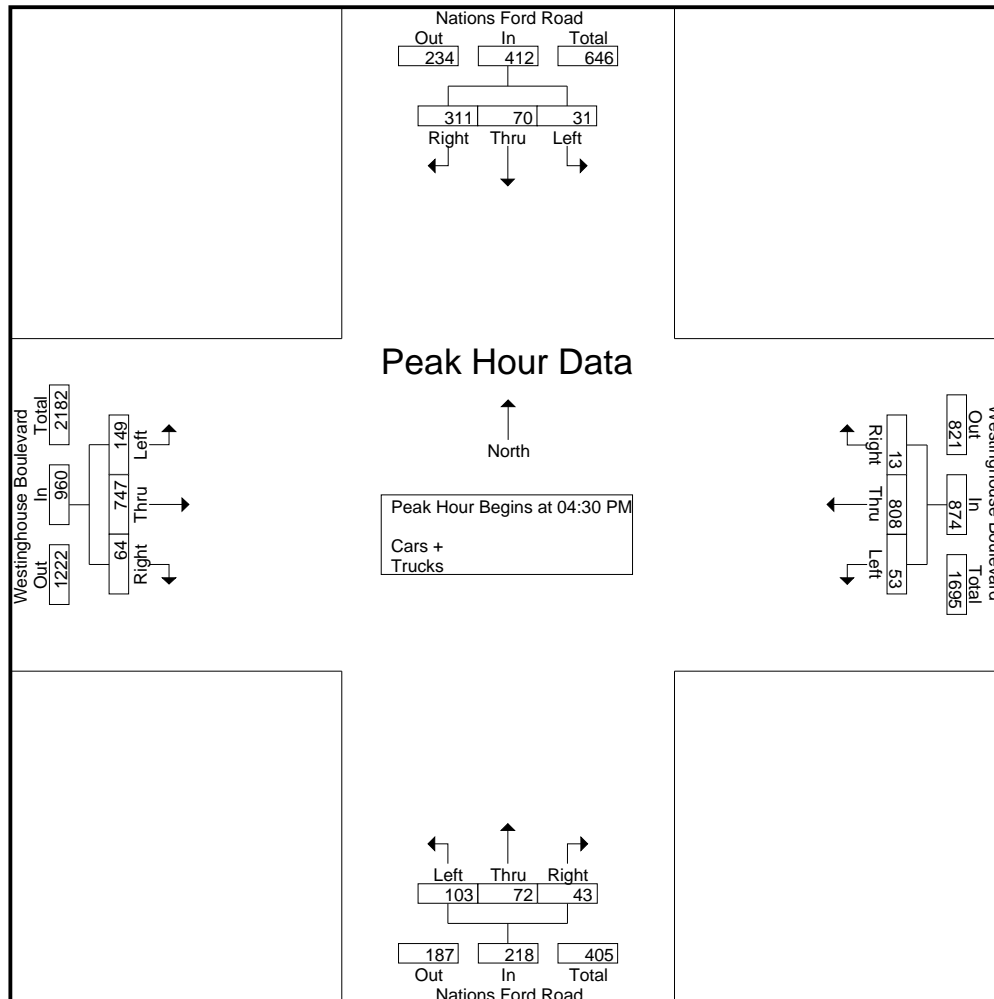 Nations Ford Road
Out In Total
234 412 646
311 70 31
Right Thru Left
Peak Hour Data
North
Peak Hour Begins at 04:30 PM
Cars +
Trucks
Westinghouse Boulevard
Total In Out
2182 960 1222
149 747 64
Left Thru Right
Westinghouse Boulevard
Out In Total
821 874 1695
13 808 53
Right Thru Left
Left Thru Right
103 72 43
187 218 405
Out In Total
Nations Ford Road